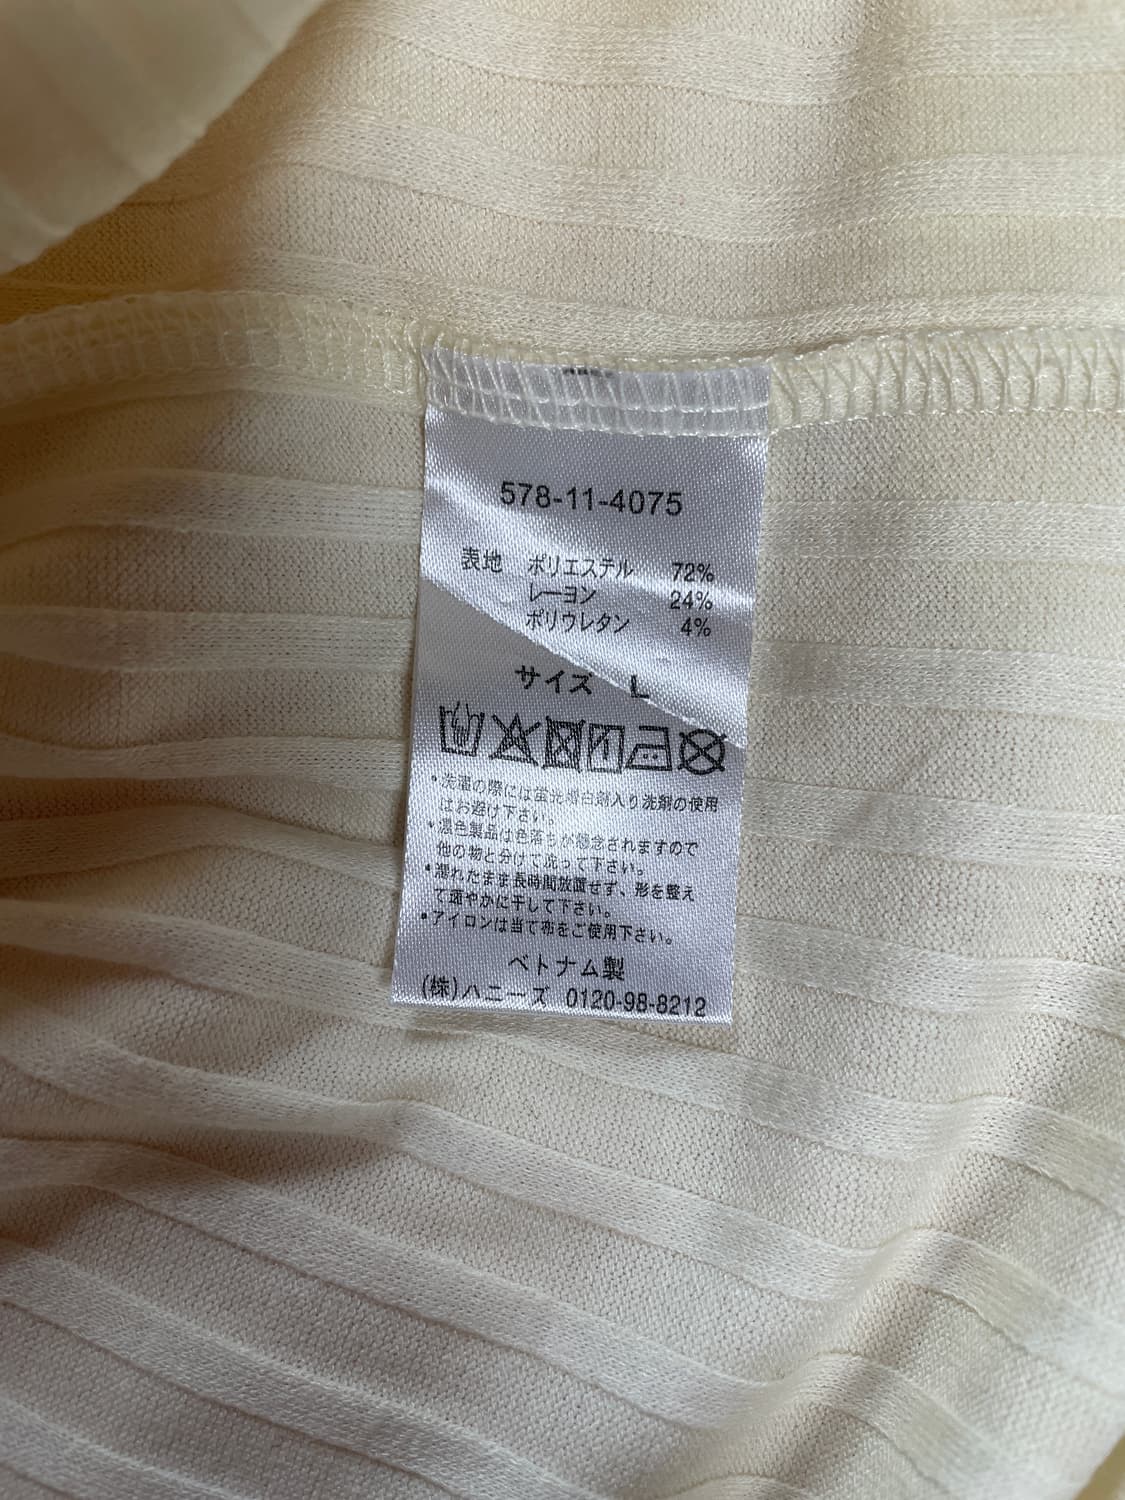 578-11-4075
表地 ポリエステル 72%
レーヨン 24%
ポリウレタン 4%
サイズ L
•洗濯の際には蛍光増白剤入り洗剤の使用
はお避け下さい。
•濃色製品は色落ちが懸念されますので
他の物と分けて洗って下さい。
•濡れたまま長時間放置せず、形を整え
て速やかに干して下さい。
•アイロンは当て布をご使用下さい。
ベトナム製
(株)ハニーズ 0120-98-8212